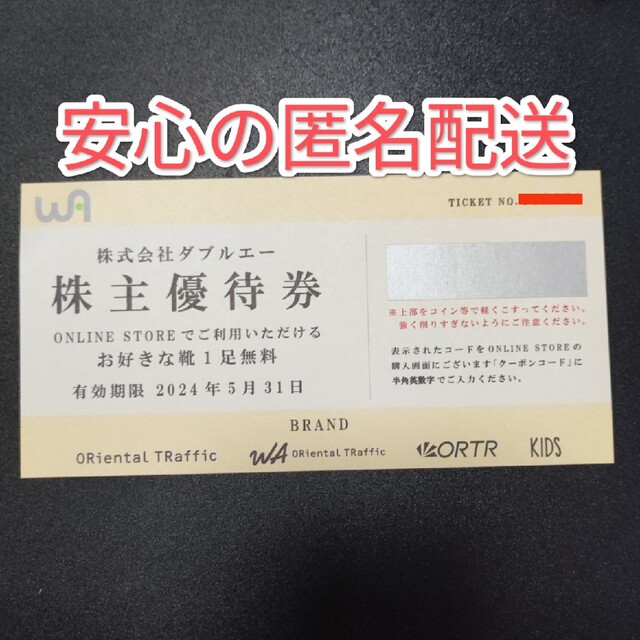 安心の匿名配送
WA
TICKET NO.
株式会社ダブルエー
株主優待券
ONLINE STOREでご利用いただける
お好きな靴1足無料
有効期限 2024年5月31日
※上部をコイン等で軽くこすってください。
強く削りすぎないようにご注意ください。
表示されたコードをONLINE STOREの
購入画面にございます「クーポンコード」に
半角英数字でご入力ください。
BRAND
ORiental TRaffic
WA ORiental TRaffic
ORTR
KIDS